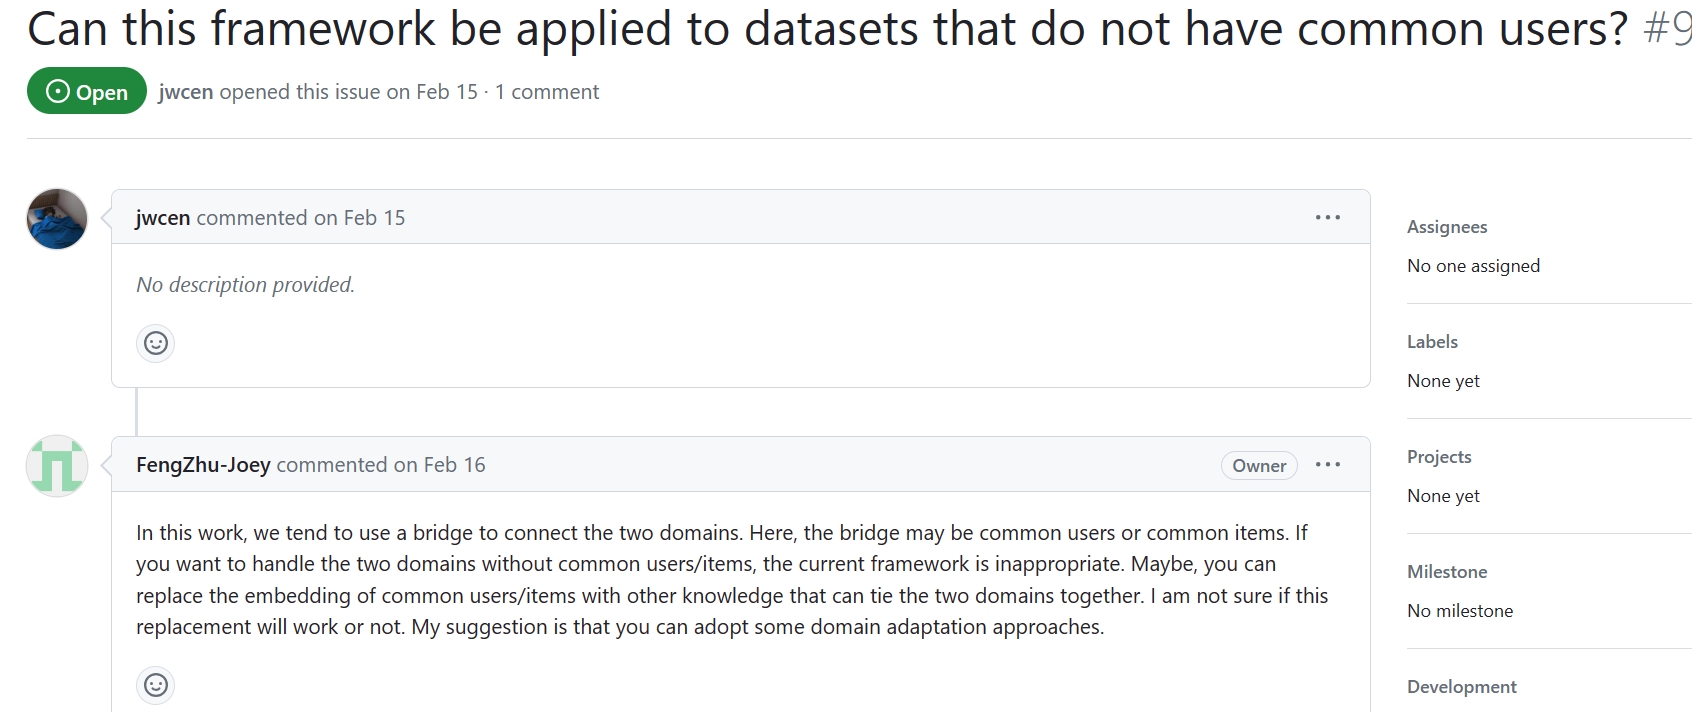 Can this framework be applied to datasets that do not have common users? #9
Open
jwcen opened this issue on Feb 15 · 1 comment
jwcen commented on Feb 15
No description provided.
Assignees
No one assigned
Labels
None yet
FengZhu-Joey commented on Feb 16
Owner
In this work, we tend to use a bridge to connect the two domains. Here, the bridge may be common users or common items. If
you want to handle the two domains without common users/items, the current framework is inappropriate. Maybe, you can
replace the embedding of common users/items with other knowledge that can tie the two domains together. I am not sure if this
replacement will work or not. My suggestion is that you can adopt some domain adaptation approaches.
Projects
None yet
Milestone
No milestone
Development